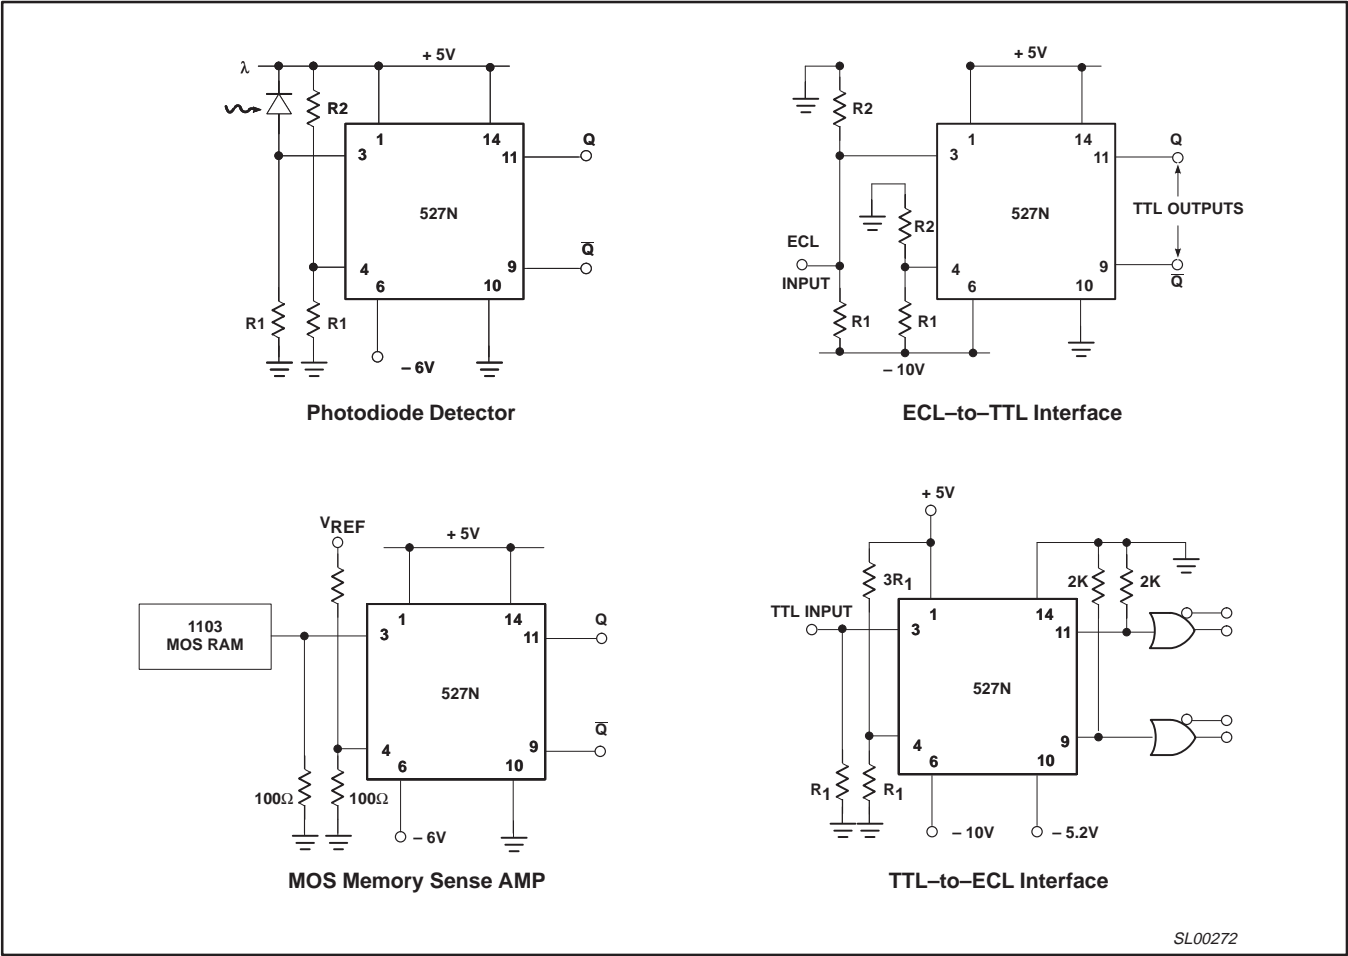 λ
+ 5V
R2
1
14
Q
3
11
527N
Q̅
4
9
6
10
R1
R1
– 6V
Photodiode Detector
+ 5V
R2
1
14
Q
3
11
527N
TTL OUTPUTS
R2
ECL
INPUT
4
9
6
10
Q̅
R1
R1
– 10V
ECL–to–TTL Interface
VREF
+ 5V
1103
MOS RAM
1
14
Q
3
11
527N
Q̅
4
9
6
10
100Ω
100Ω
– 6V
MOS Memory Sense AMP
+ 5V
3R1
2K
2K
TTL INPUT
1
14
3
11
527N
4
9
6
10
R1
R1
– 10V
– 5.2V
TTL–to–ECL Interface
SL00272